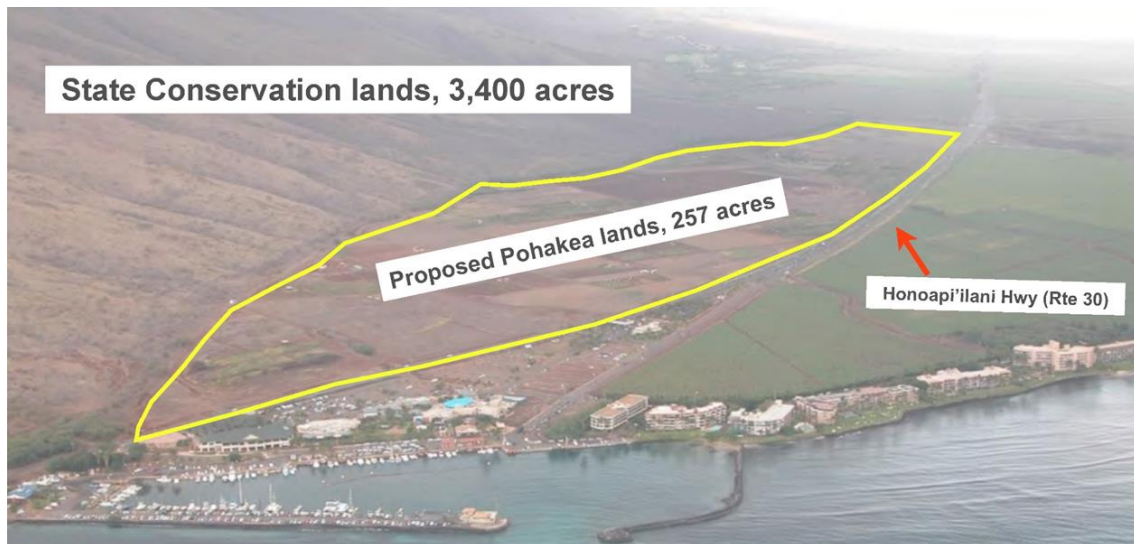 State Conservation lands, 3,400 acres
Proposed Pohakea lands, 257 acres
Honoapi'ilani Hwy (Rte 30)